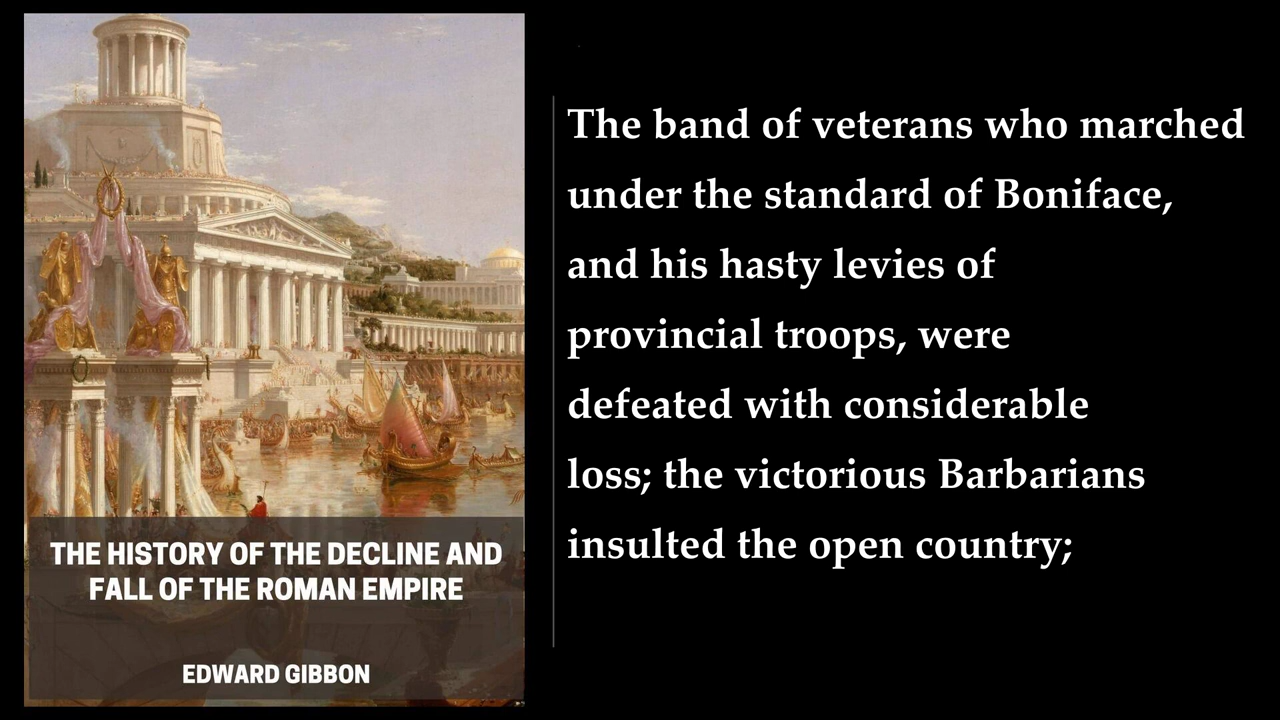 THE HISTORY OF THE DECLINE AND
FALL OF THE ROMAN EMPIRE
EDWARD GIBBON
The band of veterans who marched
under the standard of Boniface,
and his hasty levies of
provincial troops, were
defeated with considerable
loss; the victorious Barbarians
insulted the open country;